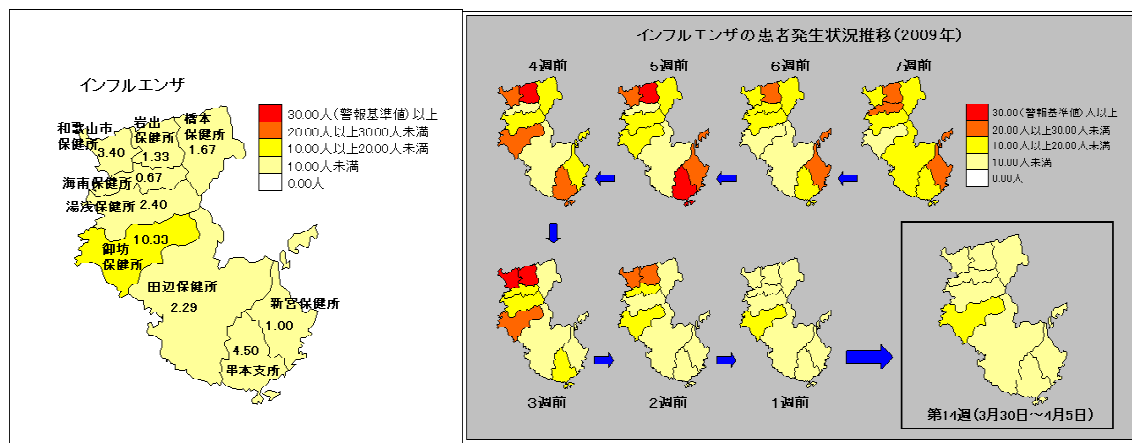 インフルエンザ
30.00人(警報基準値)以上
20.00人以上30.00人未満
10.00人以上20.00人未満
10.00人未満
0.00人
和歌山市
保健所
3.40
岩出
保健所
1.33
橋本
保健所
1.67
海南保健所
0.67
湯浅保健所
2.40
10.33
御坊
保健所
田辺保健所
2.29
新宮保健所
1.00
4.50
串本支所
インフルエンザの患者発生状況推移(2009年)
4週前
5週前
6週前
7週前
30.00(警報基準値)人以上
20.00人以上30.00人未満
10.00人以上20.00人未満
10.00人未満
0.00人
3週前
2週前
1週前
第14週(3月30日~4月5日)